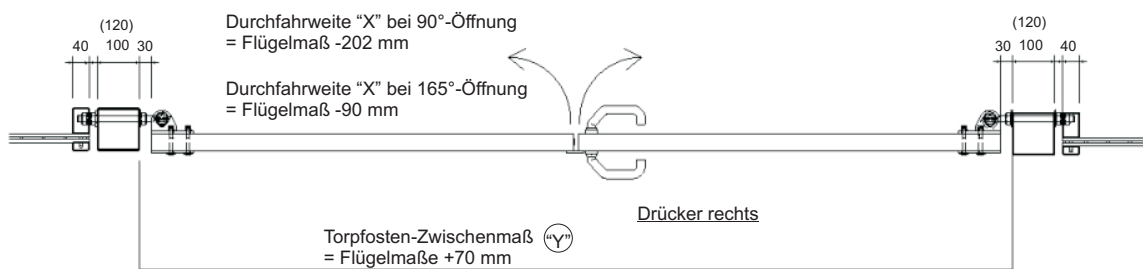 (120)
40 100 30
Durchfahrweite “X” bei 90°-Öffnung
= Flügelmaß -202 mm
Durchfahrweite “X” bei 165°-Öffnung
= Flügelmaß -90 mm
(120)
30 100 40
Drücker rechts
Torpfosten-Zwischenmaß “Y”
= Flügelmaße +70 mm